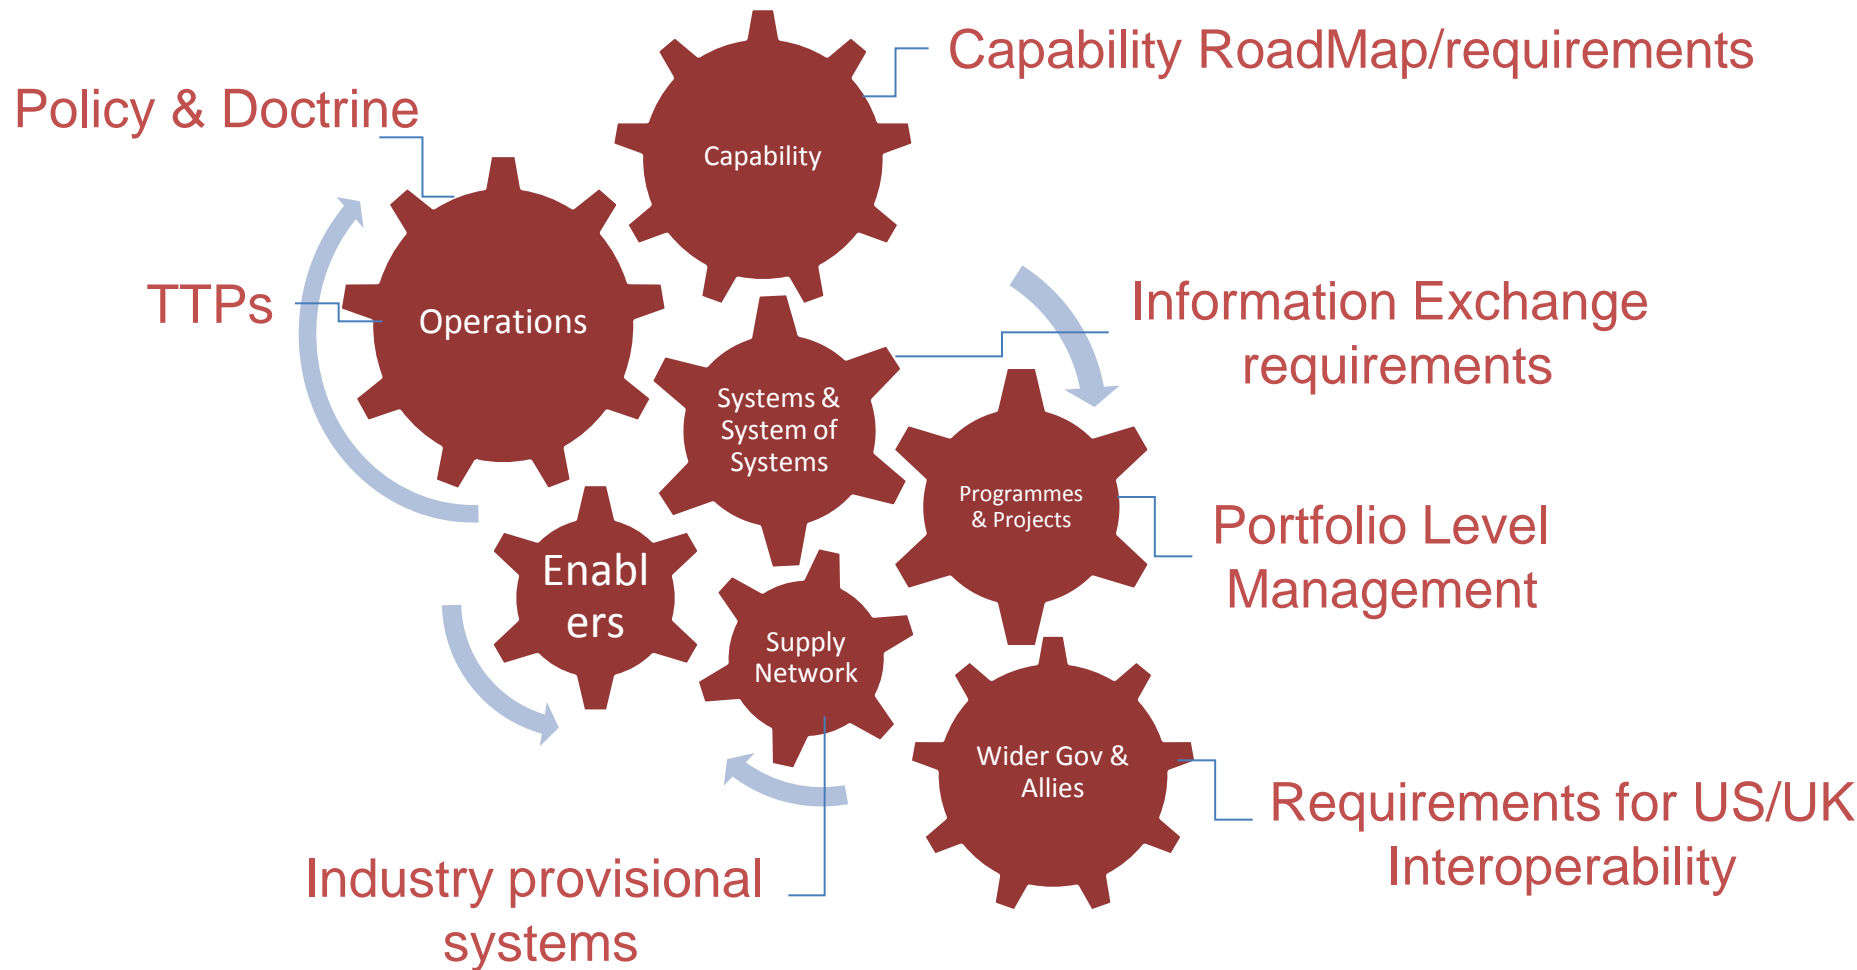 Capability RoadMap/requirements
Policy & Doctrine
Capability
TTPs
Operations
Information Exchange
requirements
Systems &
System of
Systems
Programmes
& Projects
Portfolio Level
Management
Enabl
ers
Supply
Network
Wider Gov &
Allies
Requirements for US/UK
Interoperability
Industry provisional
systems